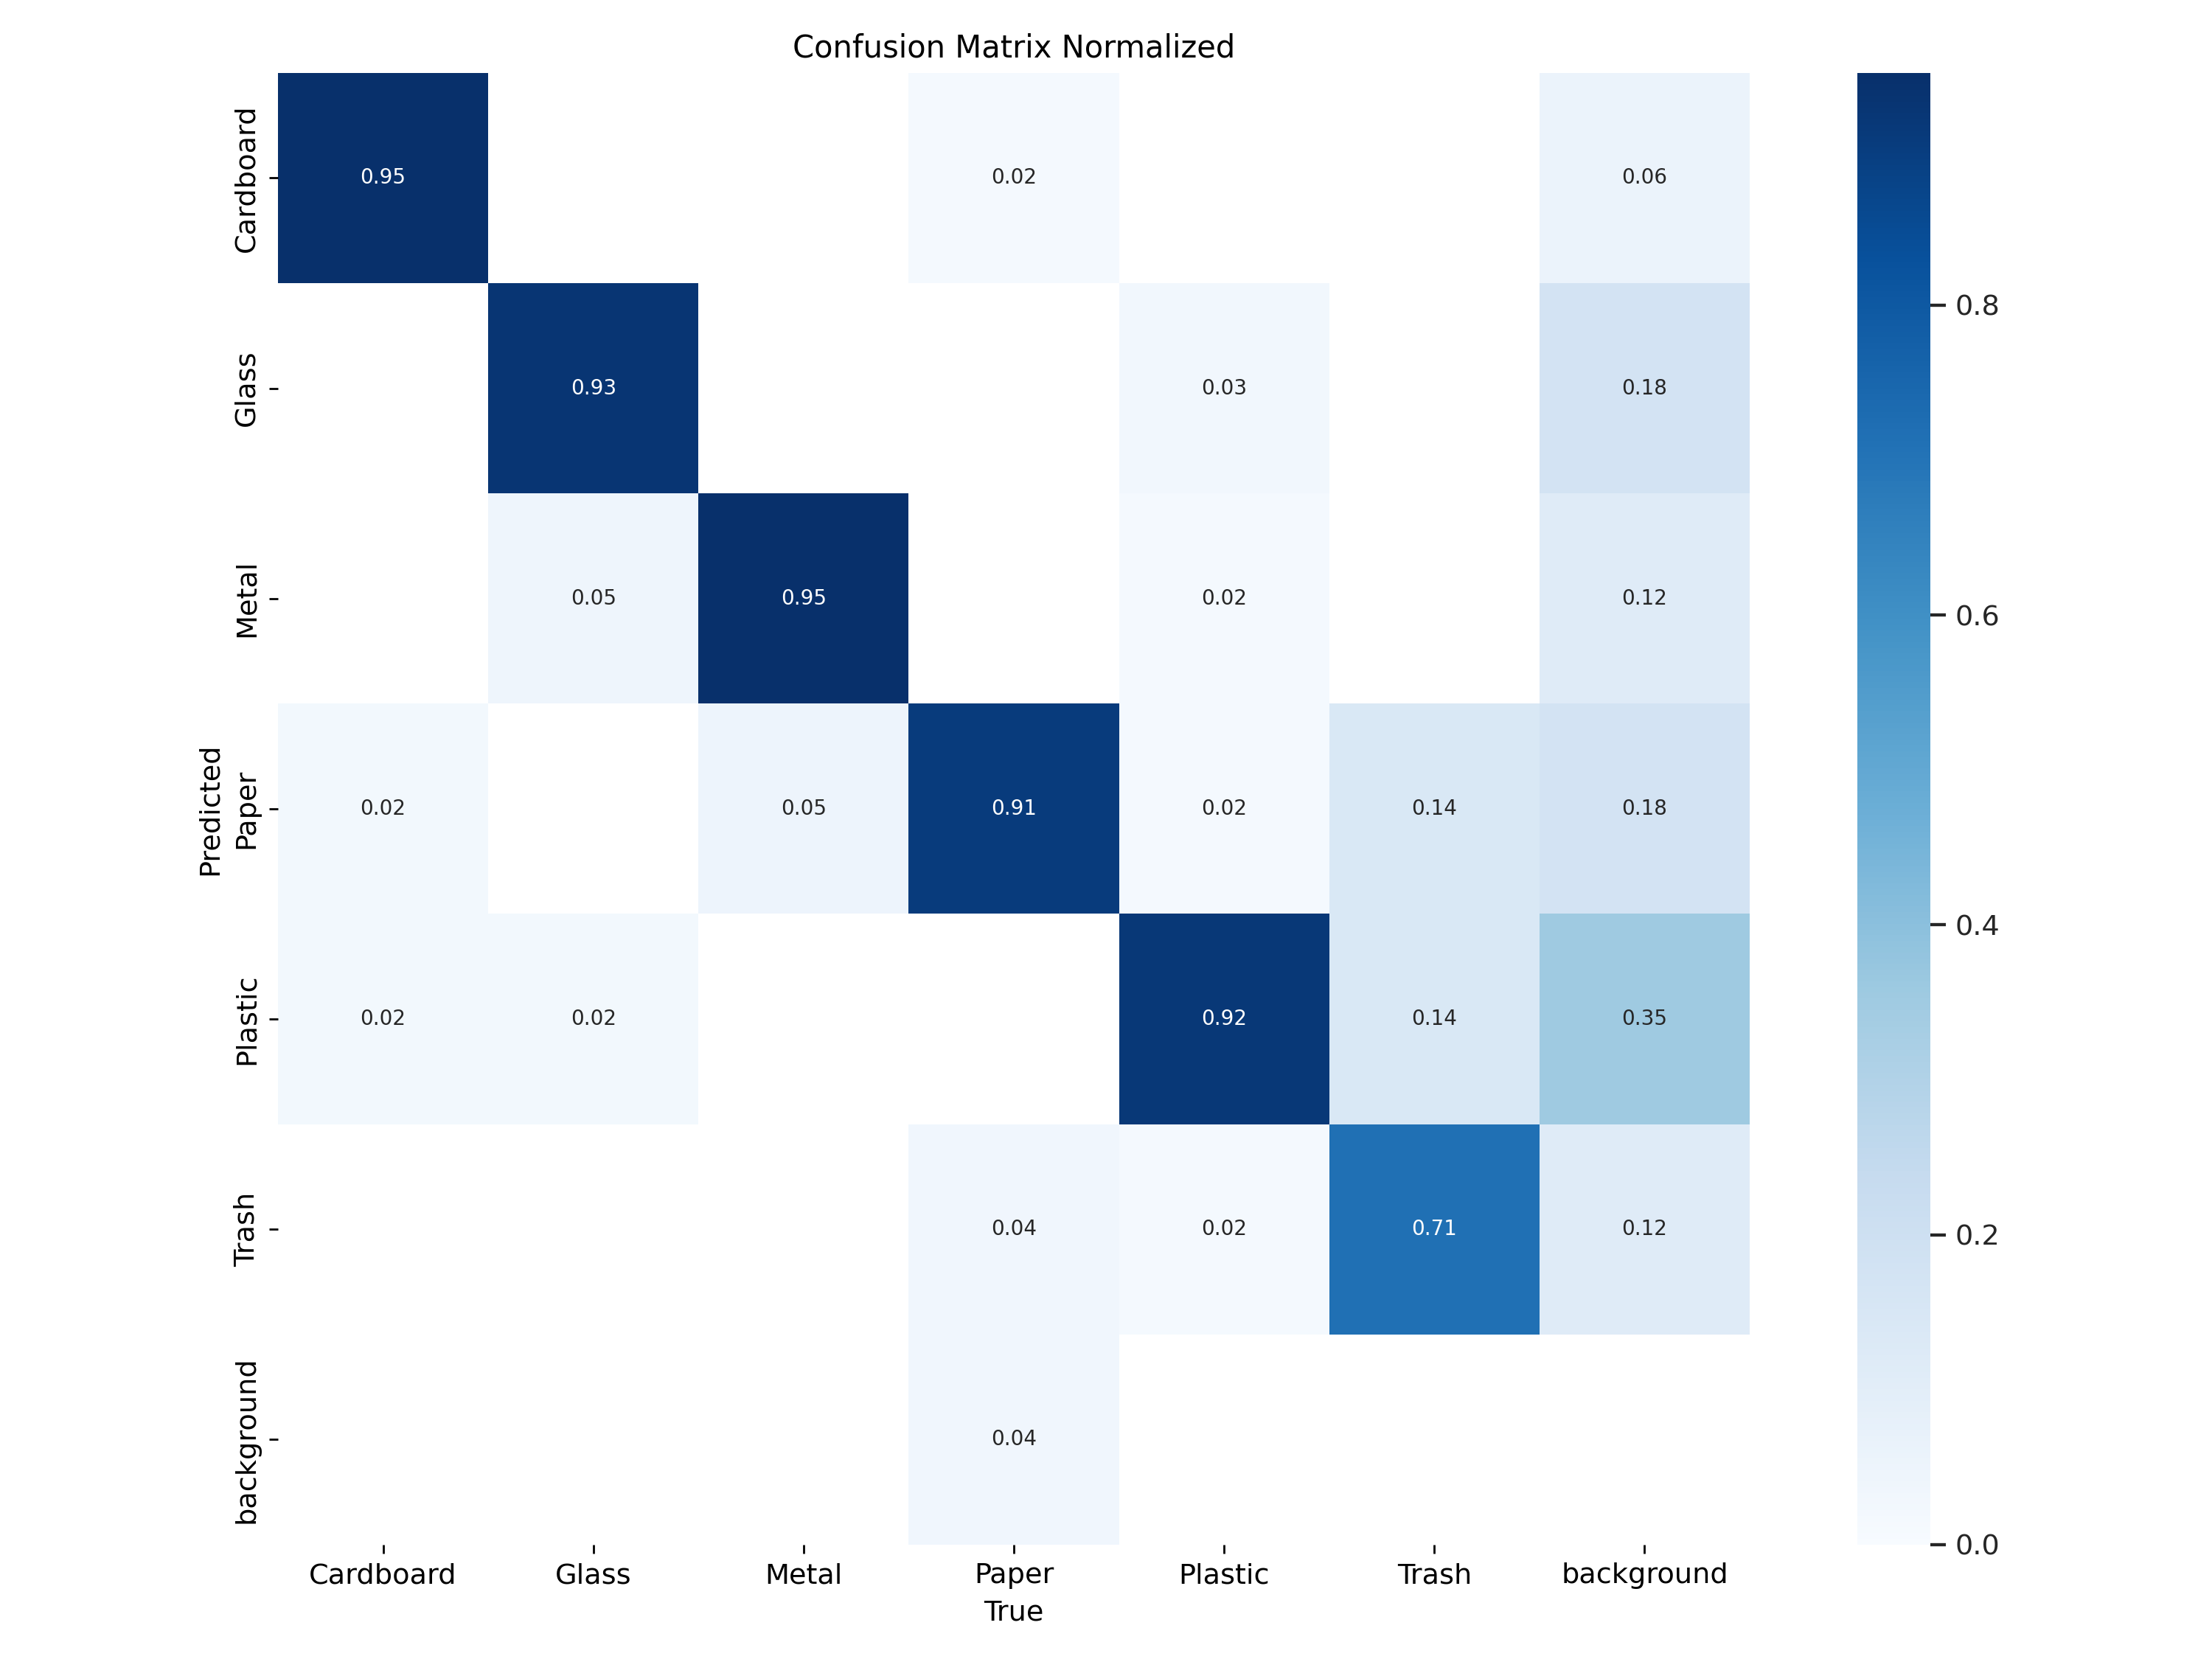 Confusion Matrix Normalized
Cardboard
0.95
0.02
0.06
Glass
0.93
0.03
0.18
0.8
Metal
0.05
0.95
0.02
0.12
0.6
Predicted
Paper
0.02
0.05
0.91
0.02
0.14
0.18
0.4
Plastic
0.02
0.02
0.92
0.14
0.35
Trash
0.04
0.02
0.71
0.12
0.2
background
0.04
0.0
Cardboard Glass Metal Paper Plastic Trash background
True